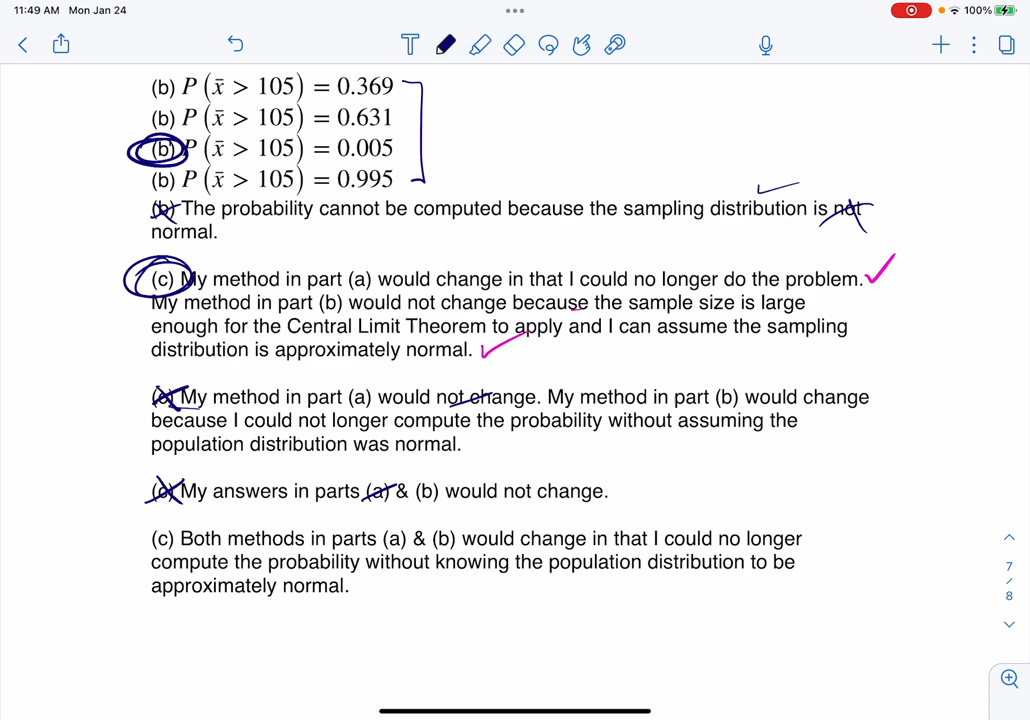 11:49 AM Mon Jan 24
100%
(b) P (x̄ > 105) = 0.369
(b) P (x̄ > 105) = 0.631
(b) P (x̄ > 105) = 0.005
(b) P (x̄ > 105) = 0.995
(b) The probability cannot be computed because the sampling distribution is not
normal.
(c) My method in part (a) would change in that I could no longer do the problem.
My method in part (b) would not change because the sample size is large
enough for the Central Limit Theorem to apply and I can assume the sampling
distribution is approximately normal.
(c) My method in part (a) would not change. My method in part (b) would change
because I could not longer compute the probability without assuming the
population distribution was normal.
(c) My answers in parts (a) & (b) would not change.
(c) Both methods in parts (a) & (b) would change in that I could no longer
compute the probability without knowing the population distribution to be
approximately normal.
7
/
8